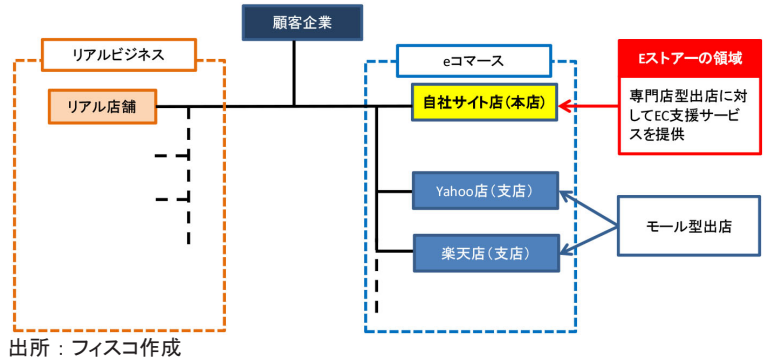 顧客企業
リアルビジネス
eコマース
Eストアーの領域
リアル店舗
自社サイト店(本店)
専門店型出店に対
してEC支援サービ
スを提供
Yahoo店(支店)
モール型出店
楽天店(支店)
出所：フィスコ作成